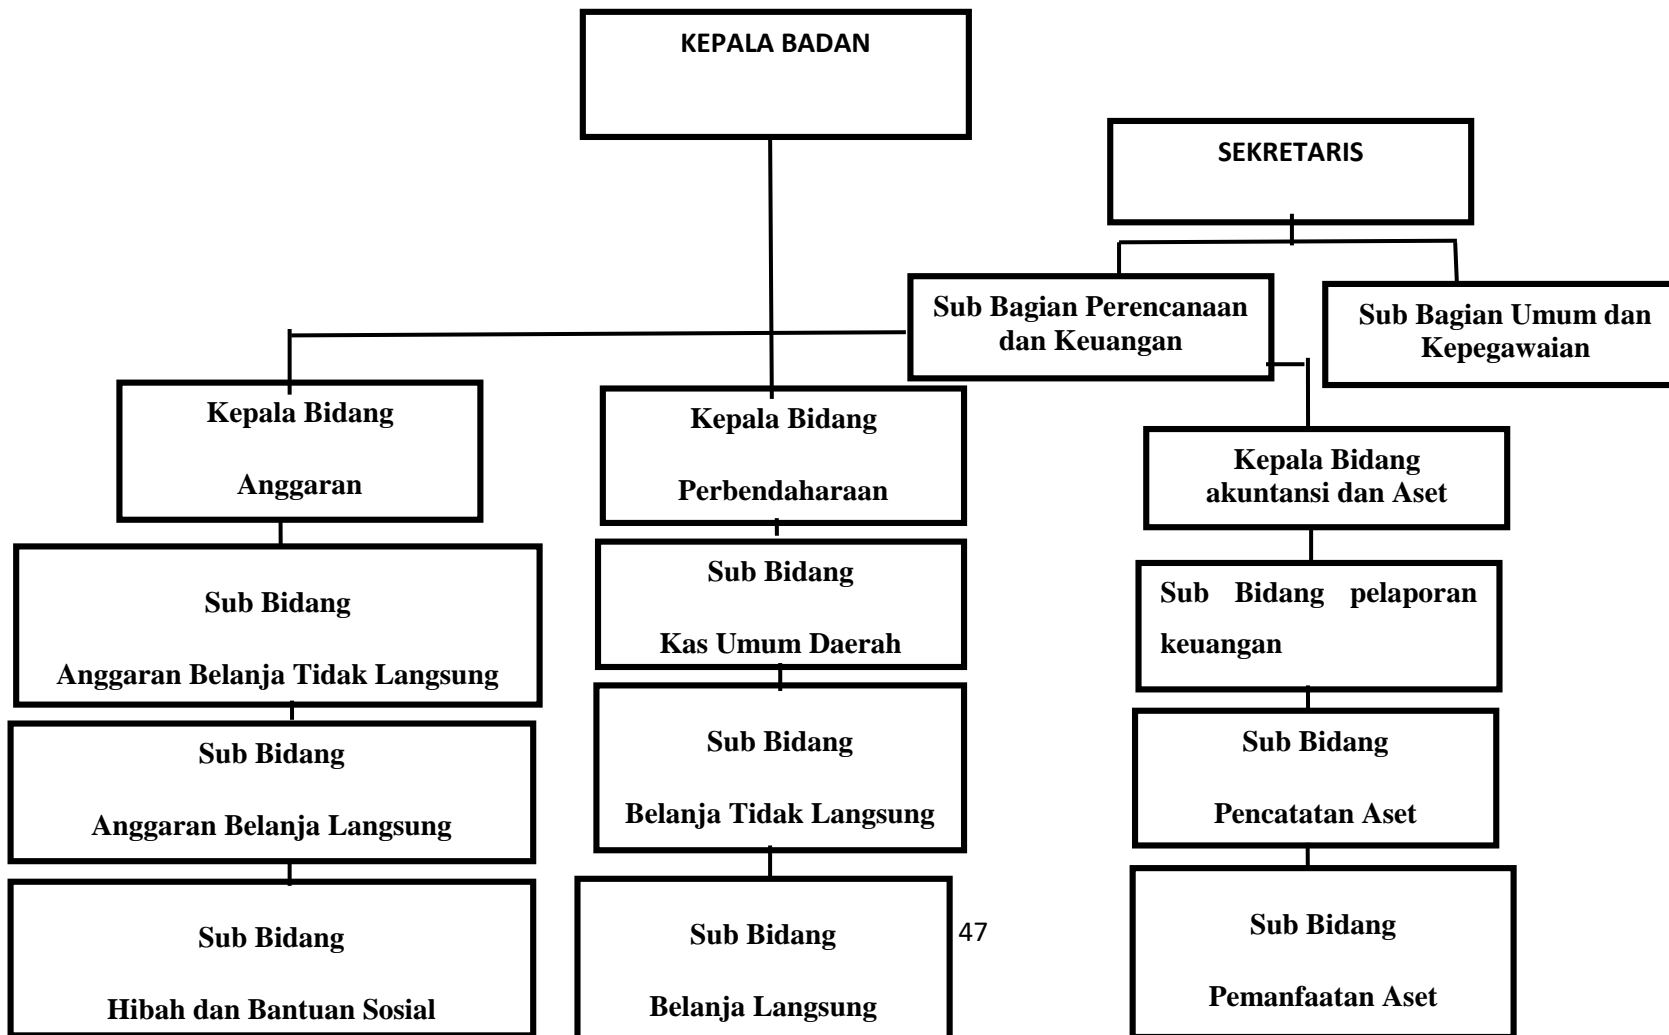 KEPALA BADAN
SEKRETARIS
Sub Bagian Perencanaan
dan Keuangan
Sub Bagian Umum dan
Kepegawaian
Kepala Bidang
Anggaran
Kepala Bidang
Perbendaharaan
Kepala Bidang
akuntansi dan Aset
Sub Bidang
Anggaran Belanja Tidak Langsung
Sub Bidang
Kas Umum Daerah
Sub Bidang pelaporan
keuangan
Sub Bidang
Anggaran Belanja Langsung
Sub Bidang
Belanja Tidak Langsung
Sub Bidang
Pencatatan Aset
Sub Bidang
Hibah dan Bantuan Sosial
Sub Bidang
Belanja Langsung
47
Sub Bidang
Pemanfaatan Aset